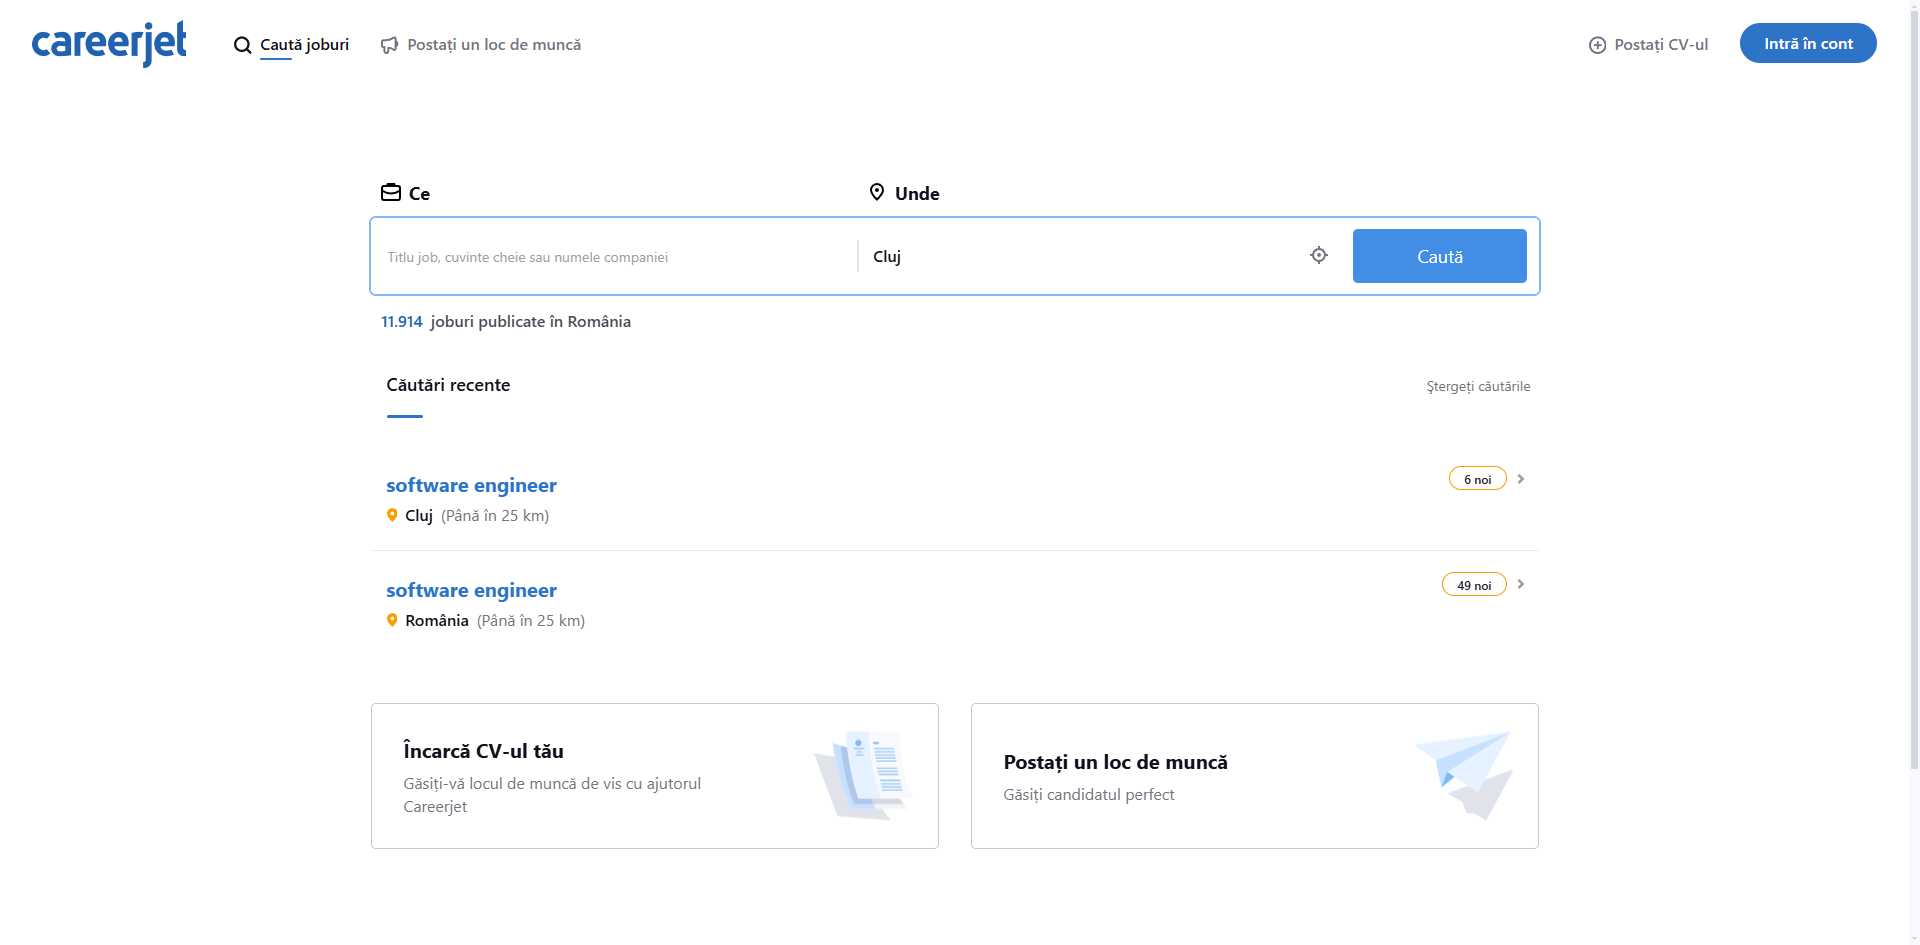 careerjet
Caută joburi
Postați un loc de muncă
Postați CV-ul
Intră în cont
Ce
Unde
Titlu job, cuvinte cheie sau numele companiei
Cluj
Caută
11.914 joburi publicate în România
Căutări recente
Ştergeți căutările
software engineer
6 noi
Cluj (Până în 25 km)
software engineer
49 noi
România (Până în 25 km)
Încarcă CV-ul tău
Găsiți-vă locul de muncă de vis cu ajutorul
Careerjet
Postați un loc de muncă
Găsiți candidatul perfect